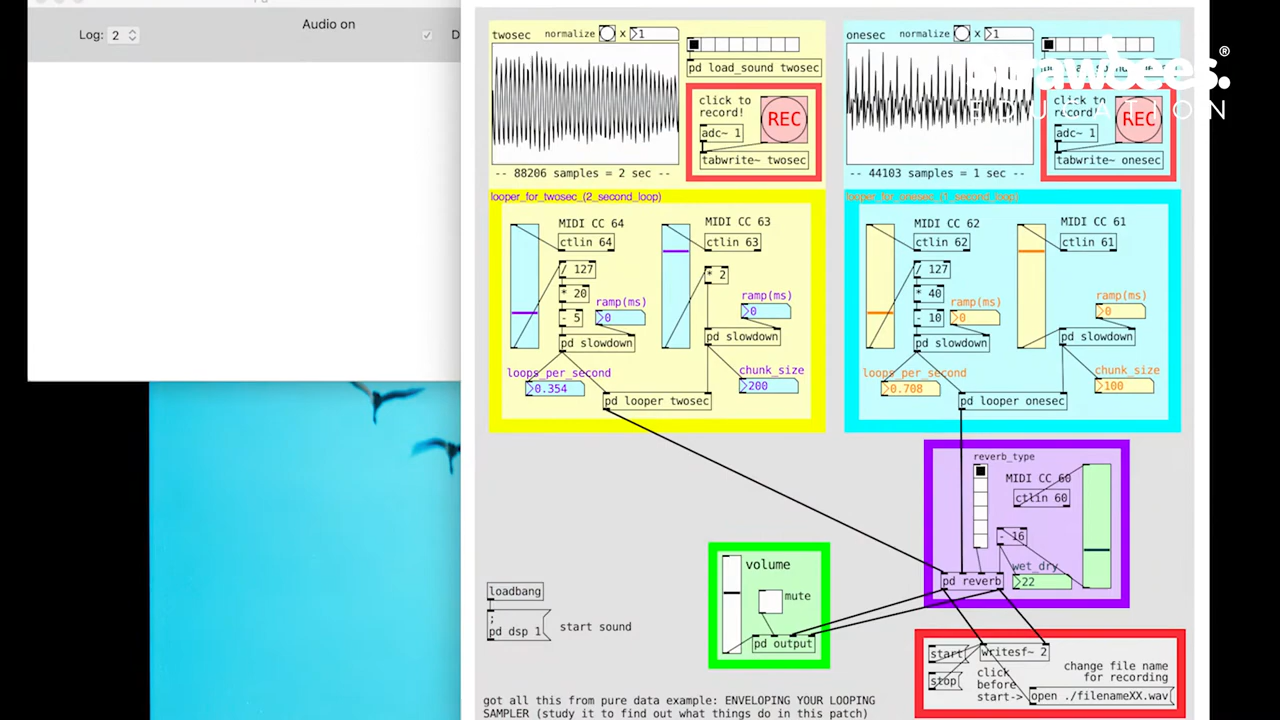 Audio on
Log: 2
twosec
normalize
x
1
pd load_sound twosec
click to
record!
REC
adc~ 1
tabwrite~ twosec
-- 88206 samples = 2 sec --
onesec
normalize
x
1
click to
record!
REC
adc~ 1
tabwrite~ onesec
-- 44103 samples = 1 sec --
®
EDUCATION
looper_for_twosec_(2_second_loop)
MIDI CC 64
ctlin 64
/ 127
* 20
- 5
ramp(ms)
0
pd slowdown
loops_per_second
0.354
MIDI CC 63
ctlin 63
* 2
ramp(ms)
0
pd slowdown
chunk_size
200
pd looper twosec
looper_for_onesec_(1_second_loop)
MIDI CC 62
ctlin 62
/ 127
* 40
- 10
ramp(ms)
0
pd slowdown
loops_per_second
0.708
MIDI CC 61
ctlin 61
ramp(ms)
0
pd slowdown
chunk_size
100
pd looper onesec
reverb_type
MIDI CC 60
ctlin 60
- 16
wet_dry
22
pd reverb
volume
mute
pd output
loadbang
;
pd dsp 1
start sound
start
stop
writesf~ 2
click
before
start->
change file name
for recording
open ./filenameXX.wav
got all this from pure data example: ENVELOPING YOUR LOOPING
SAMPLER (study it to find out what things do in this patch)